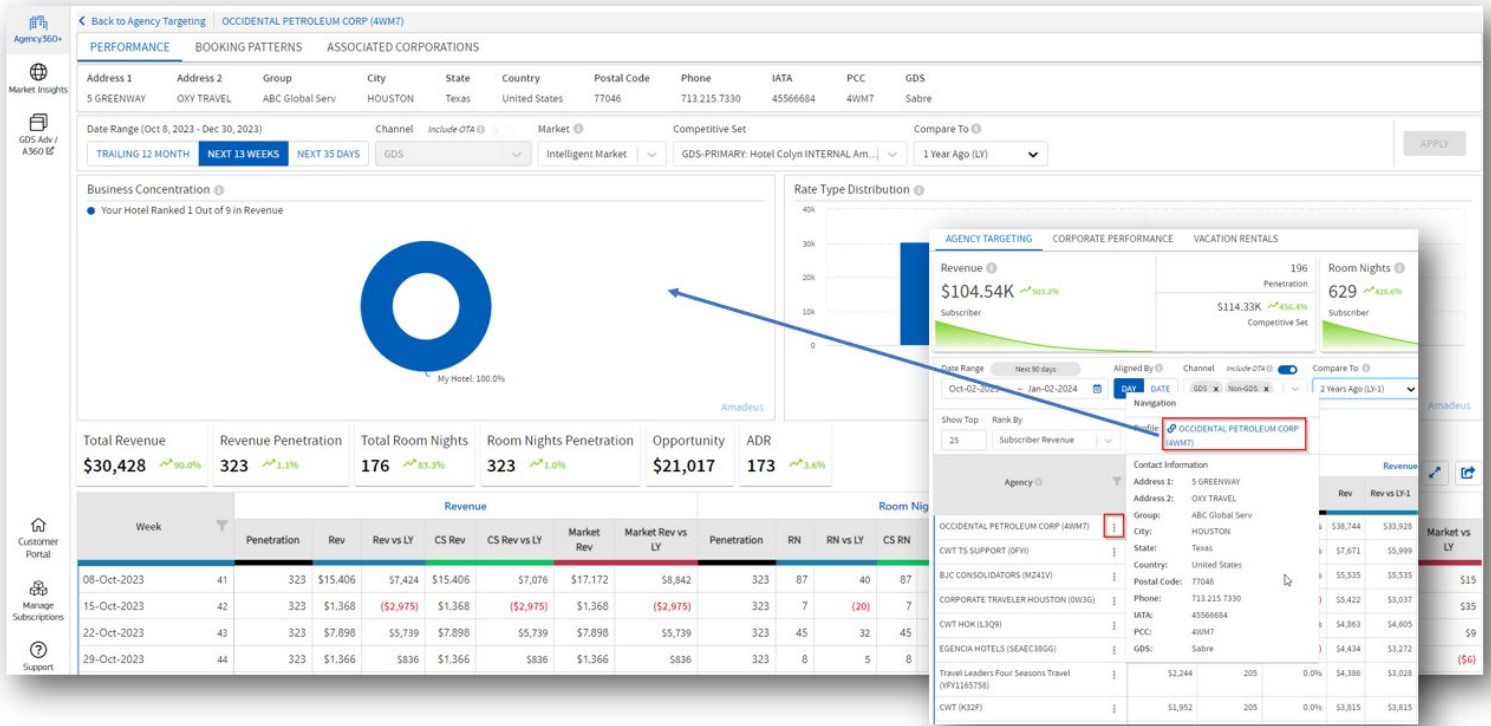 Agency360+
Market Insights
GDS Adv /
A360
Customer
Portal
Manage
Subscriptions
Support
Back to Agency Targeting OCCIDENTAL PETROLEUM CORP (4WM7)
PERFORMANCE BOOKING PATTERNS ASSOCIATED CORPORATIONS
Address 1 Address 2 Group City State Country Postal Code Phone IATA PCC GDS
5 GREENWAY OXY TRAVEL ABC Global Serv HOUSTON Texas United States 77046 713.215.7330 45566684 4WM7 Sabre
Date Range (Oct 8, 2023 - Dec 30, 2023) Channel Include OTA Market Competitive Set Compare To
TRAILING 12 MONTH NEXT 13 WEEKS NEXT 35 DAYS GDS Intelligent Market GDS-PRIMARY: Hotel Colyn INTERNAL Am... 1 Year Ago (LY) APPLY
Business Concentration
Your Hotel Ranked 1 Out of 9 in Revenue
My Hotel: 100.0%
Amadeus
Rate Type Distribution
40k
30k
20k
10k
0
Amadeus
Total Revenue Revenue Penetration Total Room Nights Room Nights Penetration Opportunity ADR
$30,428 90.0% 323 1.1% 176 83.3% 323 1.0% $21,017 173 3.6%
Revenue Room Nig
Week Penetration Rev Rev vs LY CS Rev CS Rev vs LY Market Rev Market Rev vs LY Penetration RN RN vs LY CS RN Market vs LY
08-Oct-2023 41 323 $15,406 $7,424 $15,406 $7,076 $17,172 $8,842 323 87 40 87 $15
15-Oct-2023 42 323 $1,368 ($2,975) $1,368 ($2,975) $1,368 ($2,975) 323 7 (20) 7 $35
22-Oct-2023 43 323 $7,898 $5,739 $7,898 $5,739 $7,898 $5,739 323 45 32 45 $9
29-Oct-2023 44 323 $1,366 $836 $1,366 $836 $1,366 $836 323 8 5 8 ($6)
AGENCY TARGETING CORPORATE PERFORMANCE VACATION RENTALS
Revenue 196 Room Nights
$104.54K 503.2% Penetration 629 428.6%
Subscriber $114.33K 456.4% Subscriber
Competitive Set
Date Range Next 90 days Aligned By Channel Include OTA Compare To
Oct-02-2023 ~ Jan-02-2024 DAY DATE GDS x Non-GDS x 2 Years Ago (LY-1)
Navigation
Profile: OCCIDENTAL PETROLEUM CORP
(4WM7)
Show Top Rank By
25 Subscriber Revenue
Contact Information
Address 1: 5 GREENWAY
Address 2: OXY TRAVEL
Group: ABC Global Serv
City: HOUSTON
State: Texas
Country: United States
Postal Code: 77046
Phone: 713.215.7330
IATA: 45566684
PCC: 4WM7
GDS: Sabre
Revenue
Agency Rev Rev vs LY-1
OCCIDENTAL PETROLEUM CORP (4WM7) % $38,744 $33,928
CWT TS SUPPORT (0FYI) % $7,671 $5,999
BJC CONSOLIDATORS (MZ41V) $5,535 $5,535
CORPORATE TRAVELER HOUSTON (0W3G) ) $5,422 $3,037
CWT HOK (L3Q9) % $4,863 $4,605
EGENCIA HOTELS (SEAEC38GG) ) $4,434 $3,272
Travel Leaders Four Seasons Travel
(YFY1165758) $2,244 205 0.0% $4,386 $3,028
CWT (K32F) $1,952 205 0.0% $3,815 $3,815